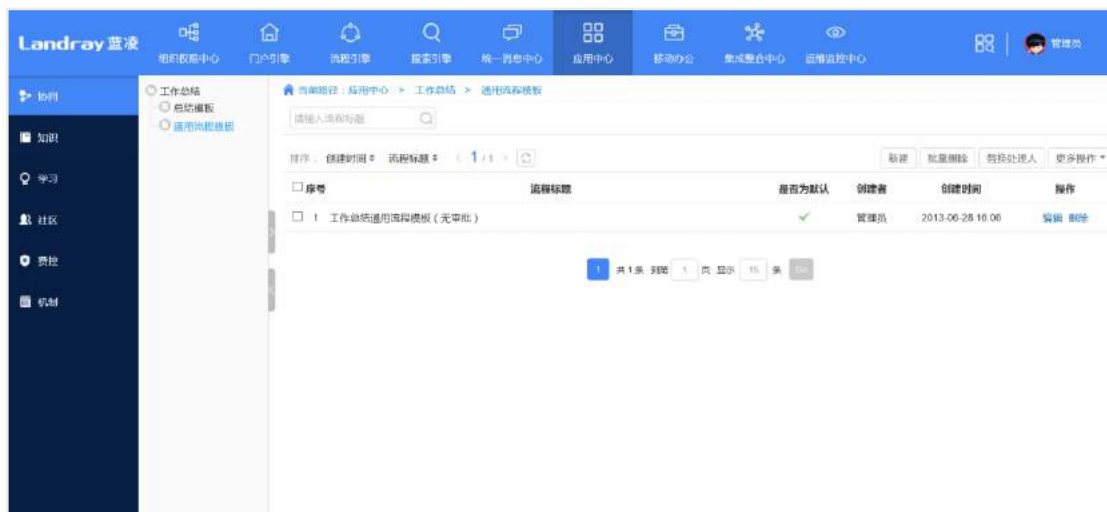 Landray 蓝凌
组织权限中心 门户引擎 流程引擎 搜索引擎 统一消息中心 应用中心 移动办公 集成整合中心 运维监控中心 管理员
协同
知识
学习
社区
费控
机制
工作总结
总结模板
通用流程模板
当前路径：应用中心 > 工作总结 > 通用流程模板
请输入流程标题
排序： 创建时间 流程标题 < 1 / 1 > 新建 批量删除 替换处理人 更多操作
序号 流程标题 是否为默认 创建者 创建时间 操作
1 工作总结通用流程模板（无审批） 管理员 2013-06-28 16:06 编辑 删除
1 共 1 条 到第 1 页 显示 15 条 Go